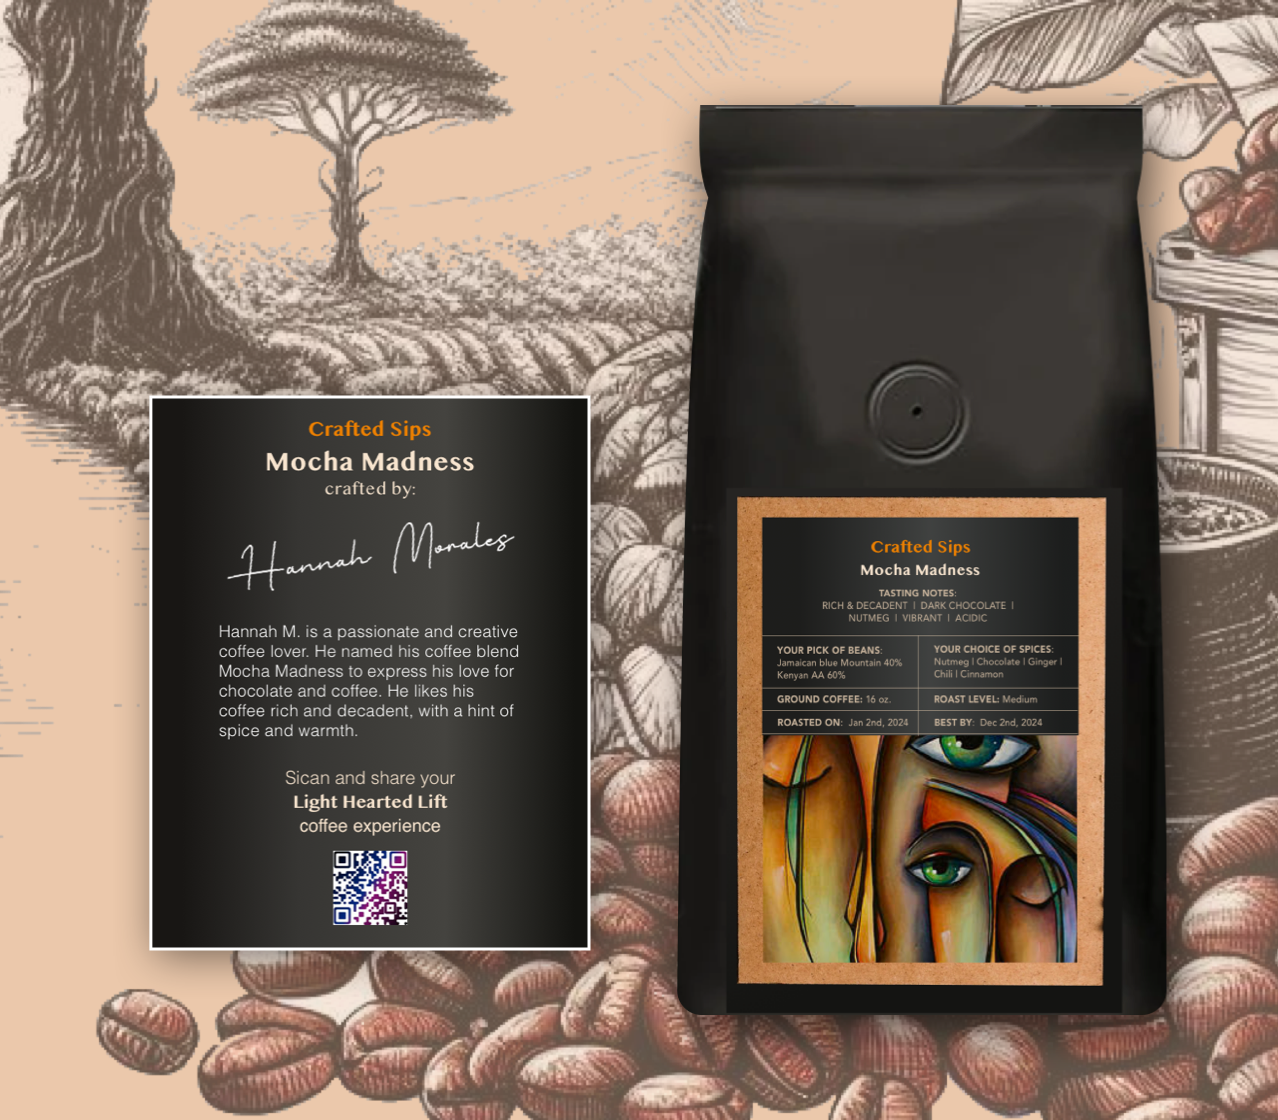 Crafted Sips
Mocha Madness
crafted by:
Hannah Morales
Hannah M. is a passionate and creative
coffee lover. He named his coffee blend
Mocha Madness to express his love for
chocolate and coffee. He likes his
coffee rich and decadent, with a hint of
spice and warmth.
Sican and share your
Light Hearted Lift
coffee experience
Crafted Sips
Mocha Madness
TASTING NOTES:
RICH & DECADENT | DARK CHOCOLATE |
NUTMEG | VIBRANT | ACIDIC
YOUR PICK OF BEANS:
Jamaican blue Mountain 40%
Kenyan AA 60%
YOUR CHOICE OF SPICES:
Nutmeg | Chocolate | Ginger |
Chili | Cinnamon
GROUND COFFEE: 16 oz.
ROAST LEVEL: Medium
ROASTED ON: Jan 2nd, 2024
BEST BY: Dec 2nd, 2024